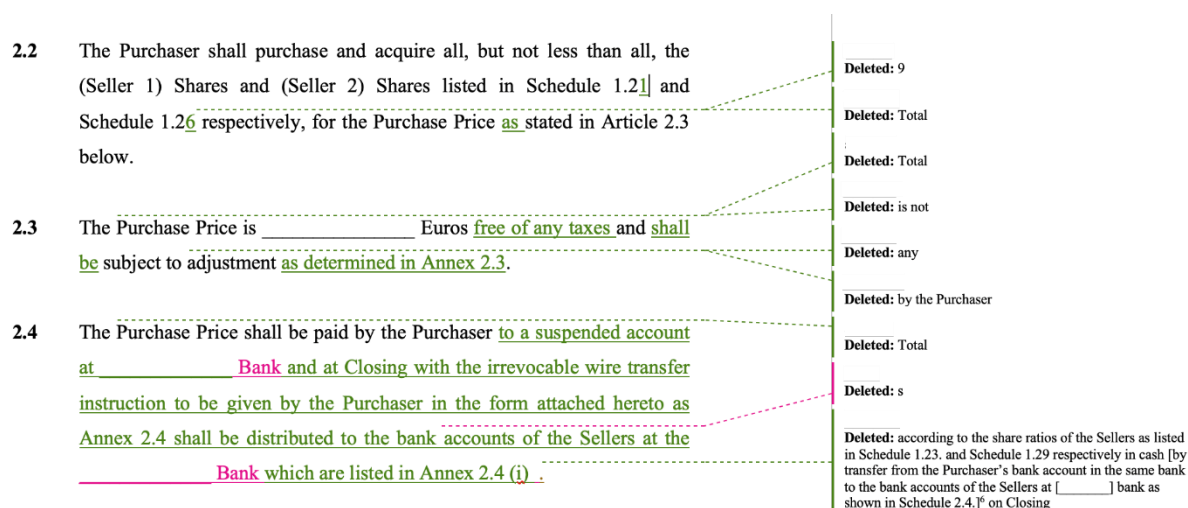 2.2 The Purchaser shall purchase and acquire all, but not less than all, the
(Seller 1) Shares and (Seller 2) Shares listed in Schedule 1.21 and
Schedule 1.26 respectively, for the Purchase Price as stated in Article 2.3
below.
2.3 The Purchase Price is ________________ Euros free of any taxes and shall
be subject to adjustment as determined in Annex 2.3.
2.4 The Purchase Price shall be paid by the Purchaser to a suspended account
at ______________ Bank and at Closing with the irrevocable wire transfer
instruction to be given by the Purchaser in the form attached hereto as
Annex 2.4 shall be distributed to the bank accounts of the Sellers at the
______________ Bank which are listed in Annex 2.4 (i) .
Deleted: 9
Deleted: Total
Deleted: Total
Deleted: is not
Deleted: any
Deleted: by the Purchaser
Deleted: Total
Deleted: s
Deleted: according to the share ratios of the Sellers as listed
in Schedule 1.23. and Schedule 1.29 respectively in cash [by
transfer from the Purchaser's bank account in the same bank
to the bank accounts of the Sellers at [_______] bank as
shown in Schedule 2.4.]6 on Closing